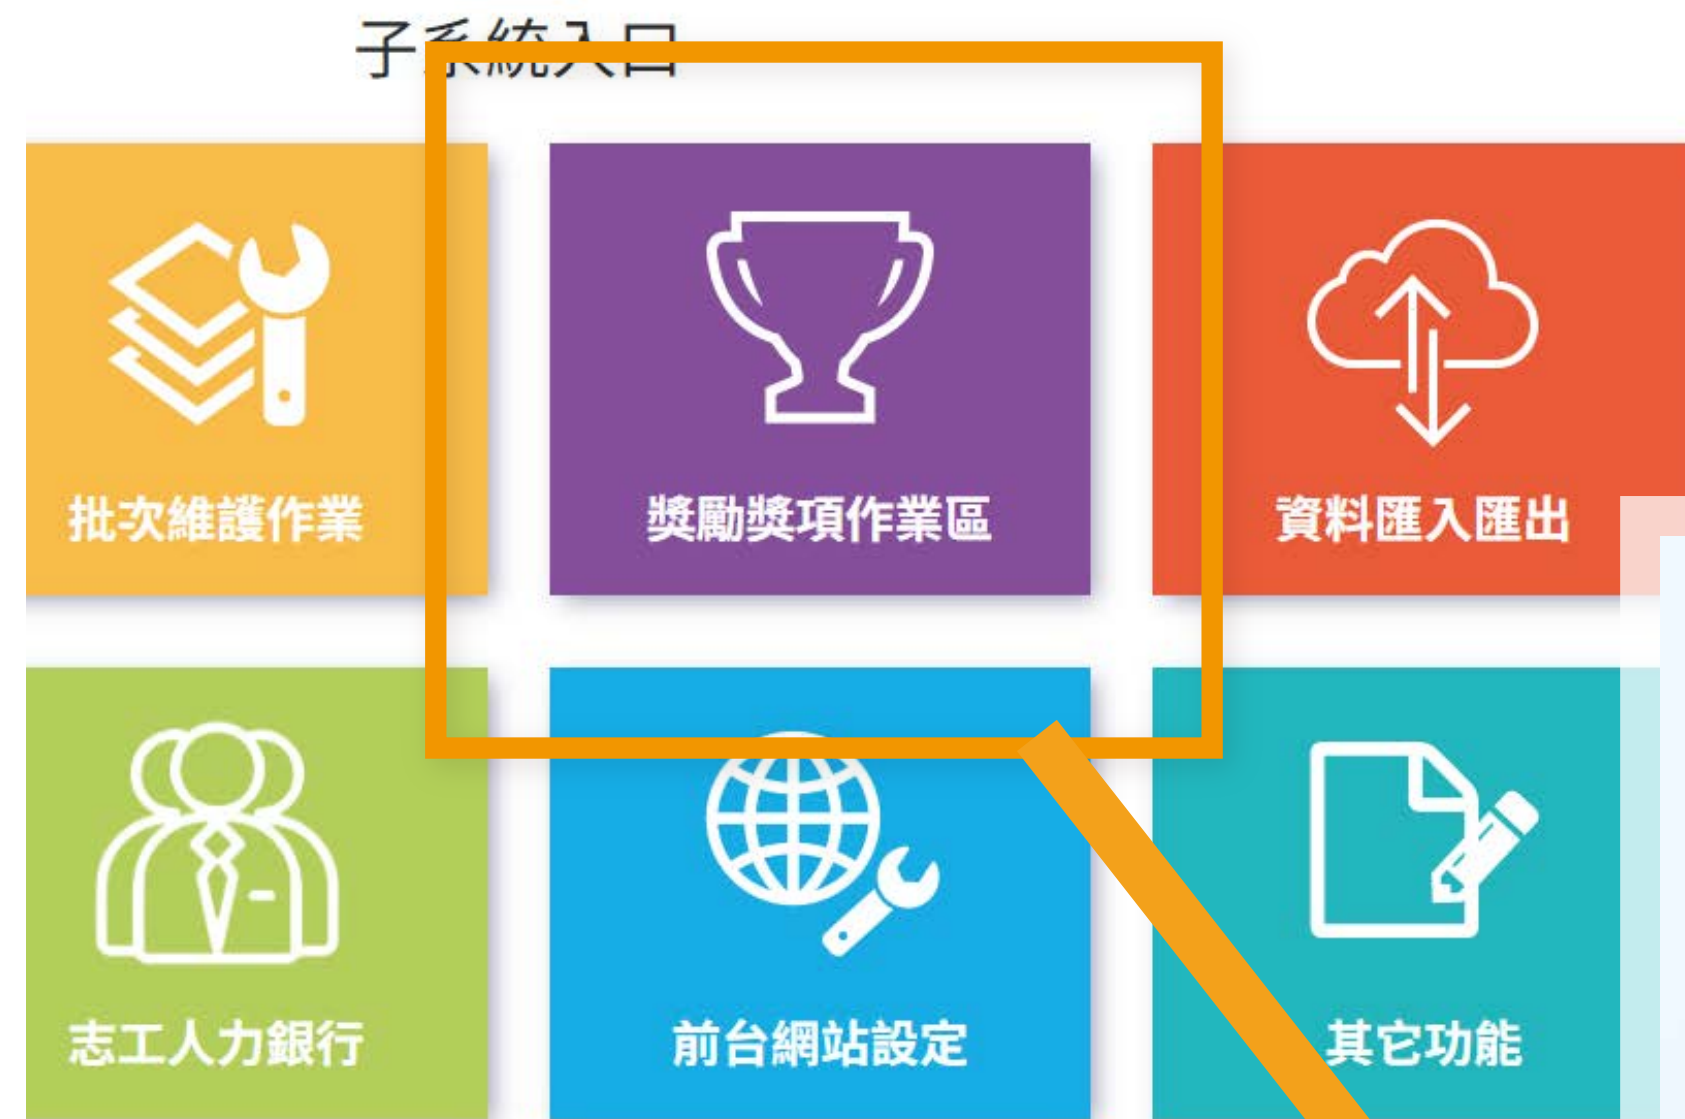 子系統入口
批次維護作業
獎勵獎項作業區
資料匯入匯出
志工人力銀行
前台網站設定
其它功能